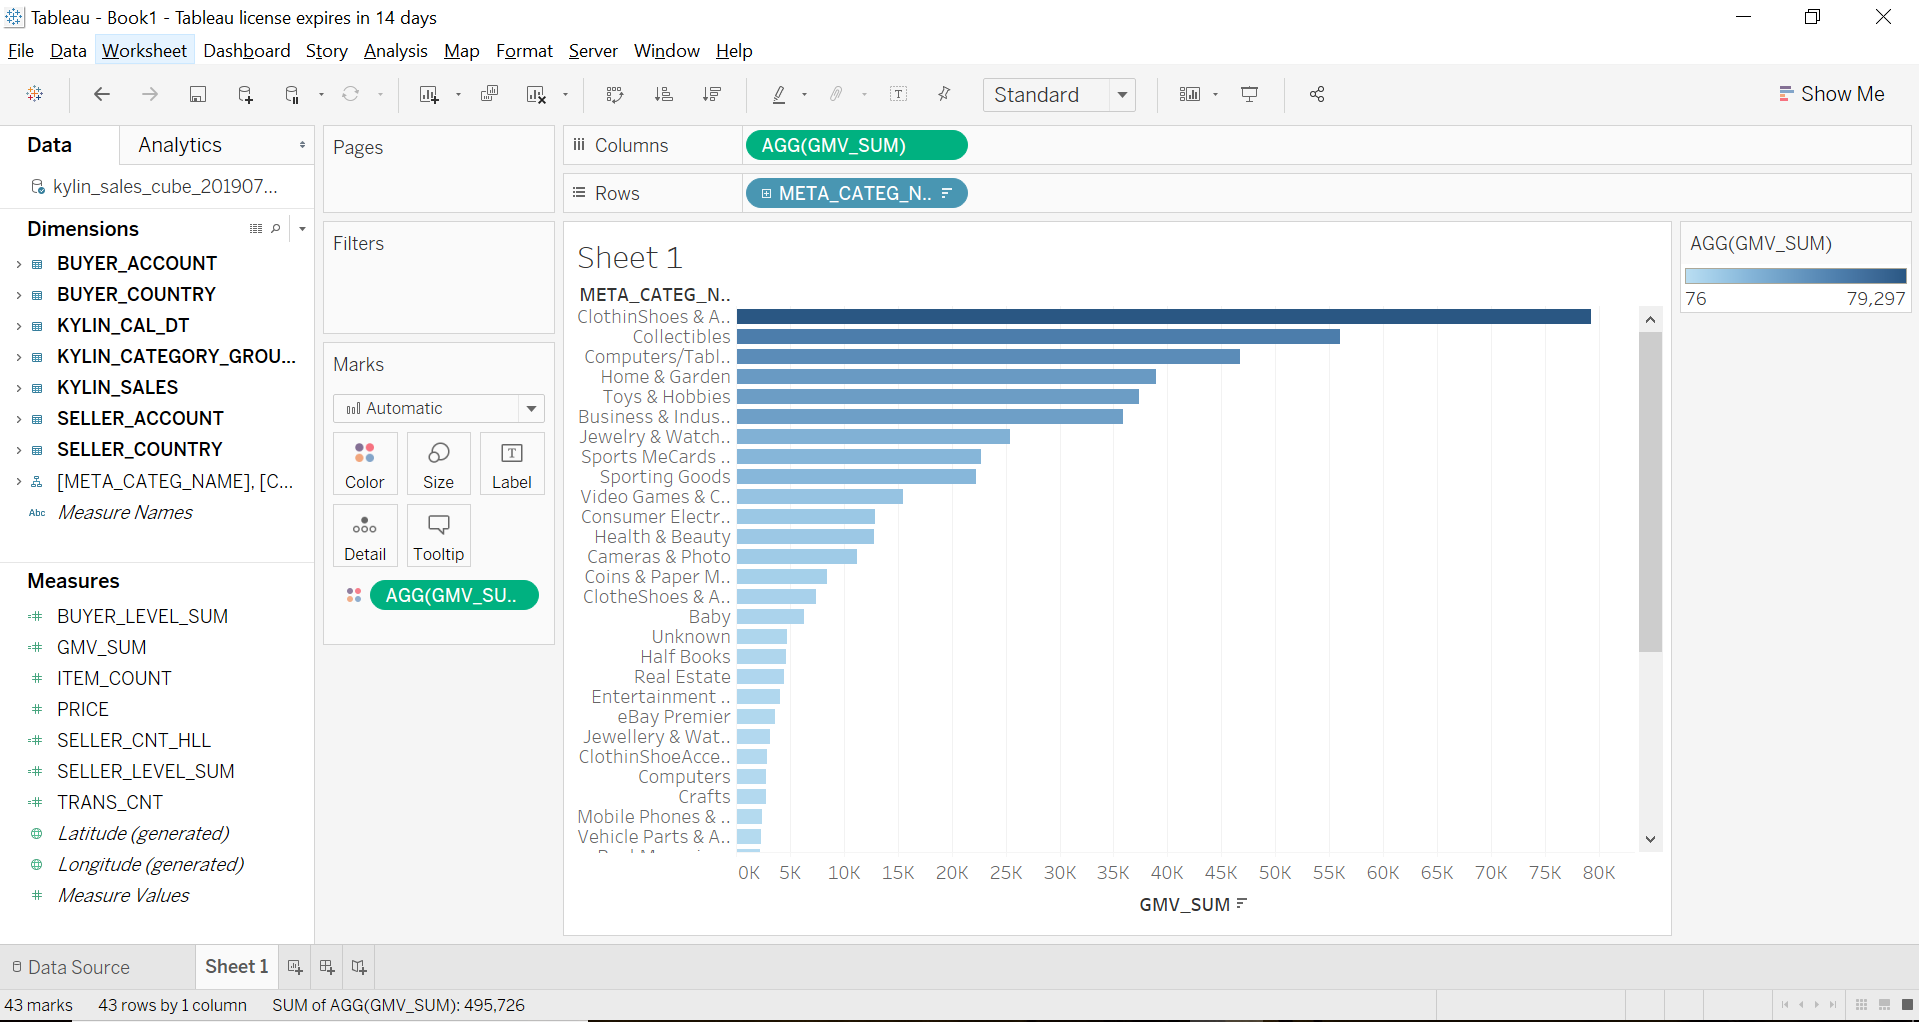 Tableau - Book1 - Tableau license expires in 14 days
File Data Worksheet Dashboard Story Analysis Map Format Server Window Help
Standard
Show Me
Data Analytics
kylin_sales_cube_201907...
Dimensions
BUYER_ACCOUNT
BUYER_COUNTRY
KYLIN_CAL_DT
KYLIN_CATEGORY_GROU...
KYLIN_SALES
SELLER_ACCOUNT
SELLER_COUNTRY
[META_CATEG_NAME], [C...
Abc Measure Names
Measures
BUYER_LEVEL_SUM
GMV_SUM
ITEM_COUNT
PRICE
SELLER_CNT_HLL
SELLER_LEVEL_SUM
TRANS_CNT
Latitude (generated)
Longitude (generated)
Measure Values
Pages
Filters
Marks
Automatic
Color Size Label
Detail Tooltip
AGG(GMV_SU..
Columns AGG(GMV_SUM)
Rows META_CATEG_N..
Sheet 1
META_CATEG_N..
ClothinShoes & A..
Collectibles
Computers/Tabl..
Home & Garden
Toys & Hobbies
Business & Indus..
Jewelry & Watch..
Sports MeCards ..
Sporting Goods
Video Games & C..
Consumer Electr..
Health & Beauty
Cameras & Photo
Coins & Paper M..
ClotheShoes & A..
Baby
Unknown
Half Books
Real Estate
Entertainment ..
eBay Premier
Jewellery & Wat..
ClothinShoeAcce..
Computers
Crafts
Mobile Phones & ..
Vehicle Parts & A..
0K 5K 10K 15K 20K 25K 30K 35K 40K 45K 50K 55K 60K 65K 70K 75K 80K
GMV_SUM
AGG(GMV_SUM)
76 79,297
Data Source Sheet 1
43 marks 43 rows by 1 column SUM of AGG(GMV_SUM): 495,726